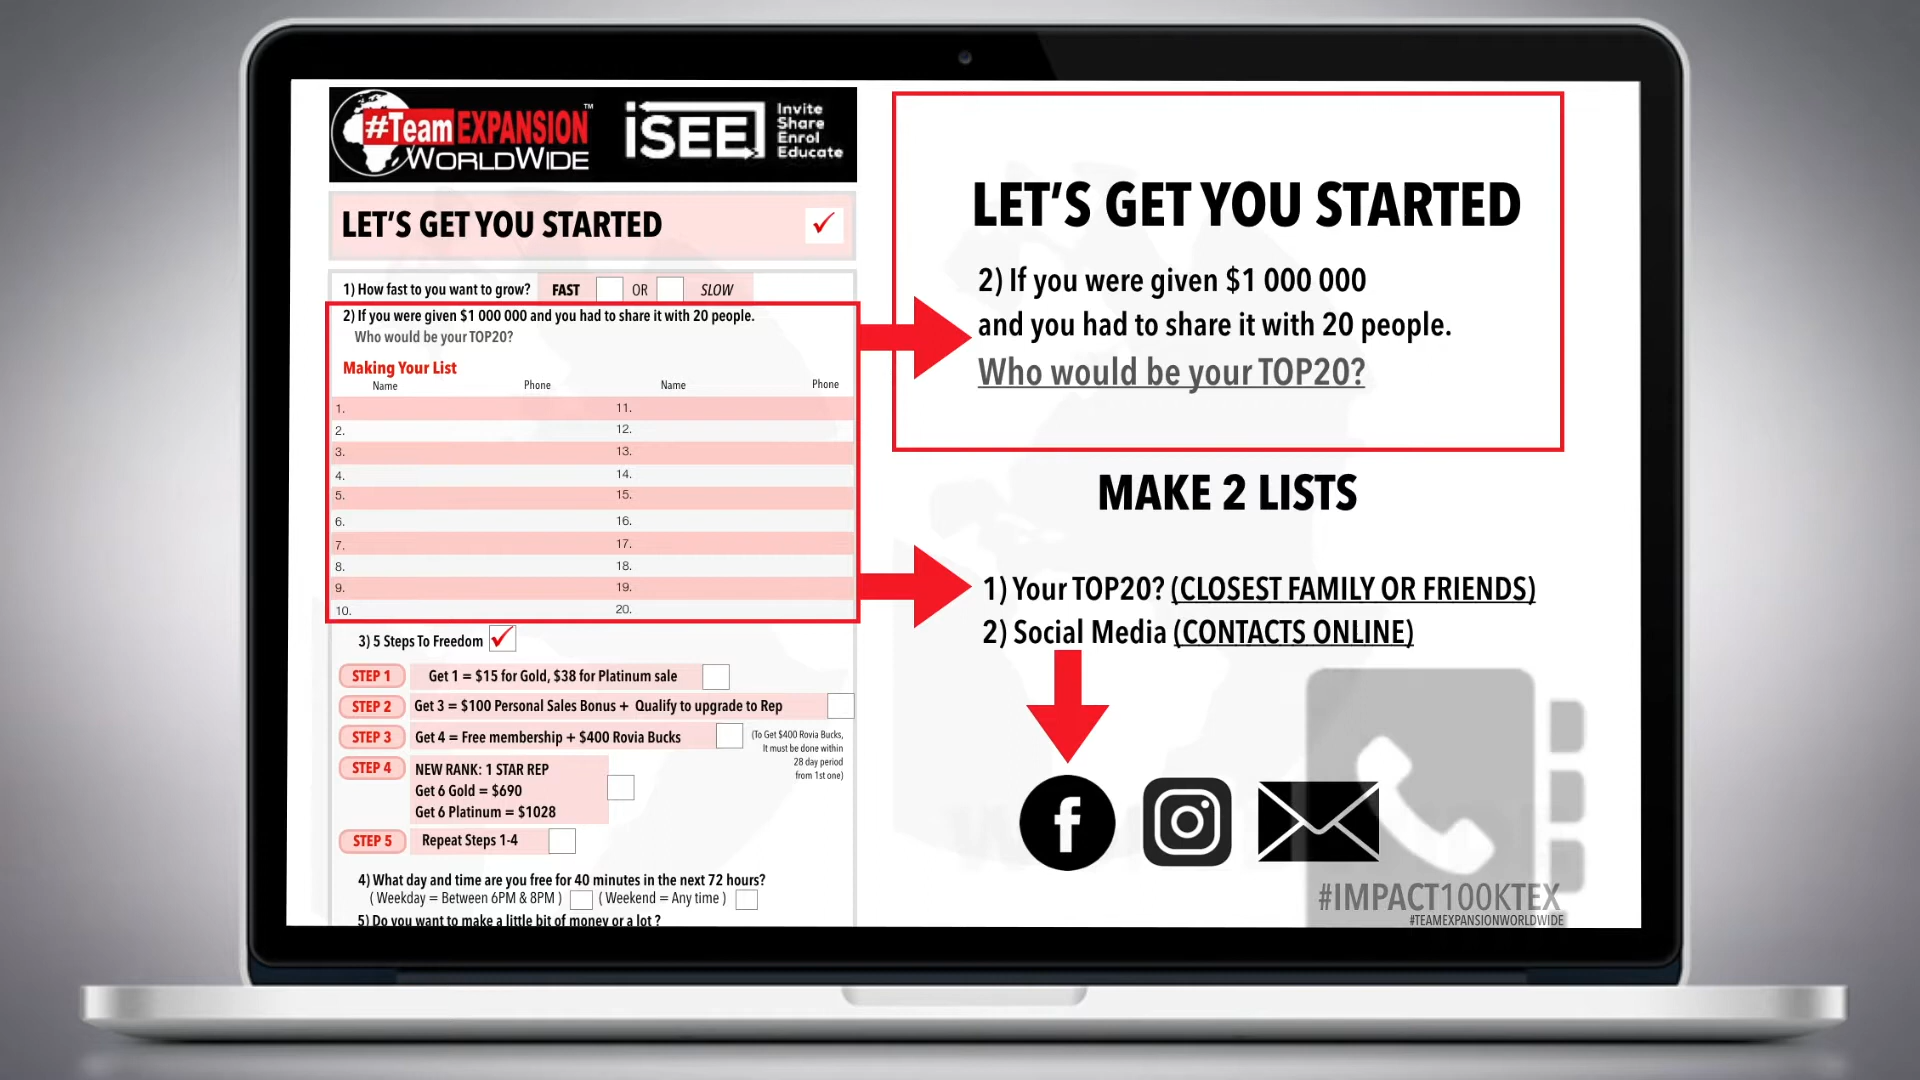 #TeamEXPANSION™
WORLDWIDE
iSEE
Invite
Share
Enrol
Educate
LET'S GET YOU STARTED
1) How fast to you want to grow? FAST OR SLOW
2) If you were given $1 000 000 and you had to share it with 20 people.
Who would be your TOP20?
Making Your List
Name Phone Name Phone
1. 11.
2. 12.
3. 13.
4. 14.
5. 15.
6. 16.
7. 17.
8. 18.
9. 19.
10. 20.
3) 5 Steps To Freedom
STEP 1 Get 1 = $15 for Gold, $38 for Platinum sale
STEP 2 Get 3 = $100 Personal Sales Bonus + Qualify to upgrade to Rep
STEP 3 Get 4 = Free membership + $400 Rovia Bucks
(To Get $400 Rovia Bucks,
It must be done within
28 day period
from 1st one)
STEP 4 NEW RANK: 1 STAR REP
Get 6 Gold = $690
Get 6 Platinum = $1028
STEP 5 Repeat Steps 1-4
4) What day and time are you free for 40 minutes in the next 72 hours?
( Weekday = Between 6PM & 8PM ) ( Weekend = Any time )
5) Do you want to make a little bit of money or a lot ?
LET'S GET YOU STARTED
2) If you were given $1 000 000
and you had to share it with 20 people.
Who would be your TOP20?
MAKE 2 LISTS
1) Your TOP20? (CLOSEST FAMILY OR FRIENDS)
2) Social Media (CONTACTS ONLINE)
#IMPACT100KTEX
#TEAMEXPANSIONWORLDWIDE